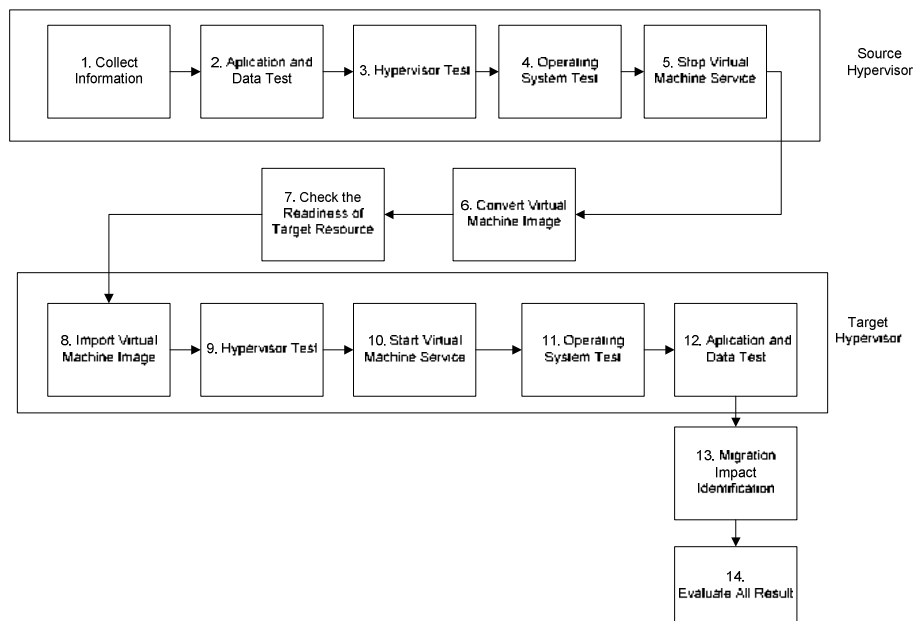 1. Collect
Information
2. Aplication and
Data Test
3. Hypervisor Test
4. Operating
System Test
5. Stop Virtual
Machine Service
Source
Hypervisor
7. Check the
Readiness of
Target Resource
6. Convert Virtual
Machine Image
8. Import Virtual
Machine Image
9. Hypervisor Test
10. Start Virtual
Machine Service
11. Operating
System Test
12. Aplication and
Data Test
Target
Hypervisor
13. Migration
Impact
Identification
14.
Evaluate All Result